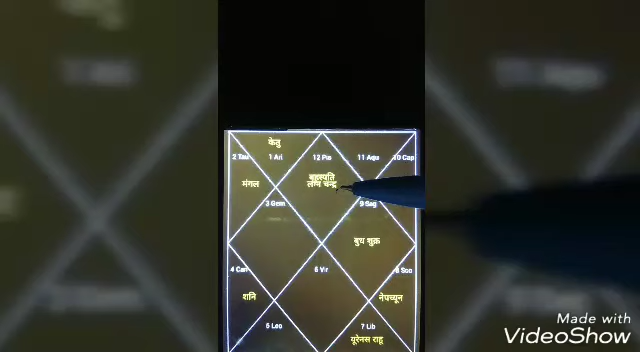 केतु
2 Tau 1 Ari 12 Pis 11 Aqu 10 Cap
बृहस्पति
मंगल लग्न चन्द्र
3 Gem 9 Sag
बुध शुक्र
4 Can 6 Vir 8 Sco
शनि नेपच्यून
5 Leo 7 Lib
यूरेनस राहू
Made with
VideoShow